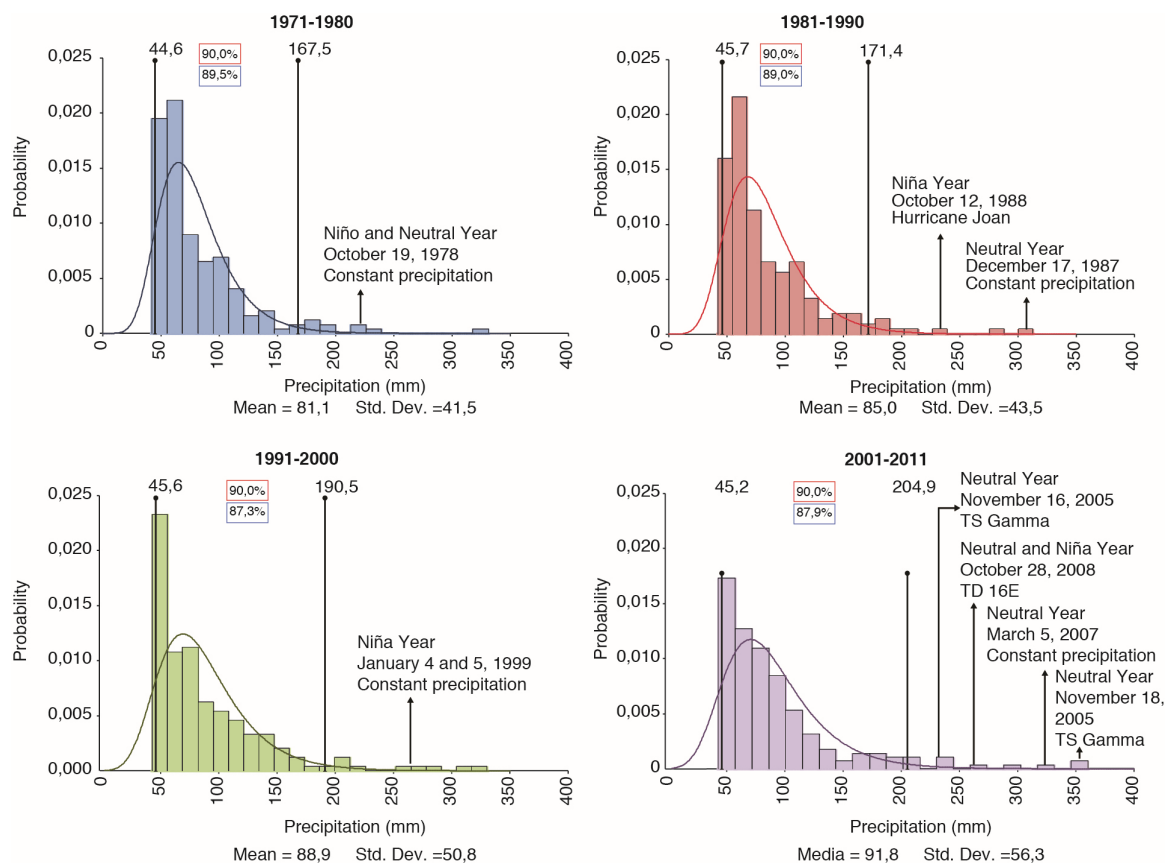 1971-1980
44,6
90,0%
89,5%
167,5
0,025
0,020
0,015
0,010
0,005
0
Probability
Niño and Neutral Year
October 19, 1978
Constant precipitation
0
50
100
150
200
250
300
350
400
Precipitation (mm)
Mean = 81,1 Std. Dev. =41,5
1981-1990
45,7
90,0%
89,0%
171,4
0,025
0,020
0,015
0,010
0,005
0
Probability
Niña Year
October 12, 1988
Hurricane Joan
Neutral Year
December 17, 1987
Constant precipitation
0
50
100
150
200
250
300
350
400
Precipitation (mm)
Mean = 85,0 Std. Dev. =43,5
1991-2000
45,6
90,0%
87,3%
190,5
0,025
0,020
0,015
0,010
0,005
0,000
Probability
Niña Year
January 4 and 5, 1999
Constant precipitation
0
50
100
150
200
250
300
350
400
Precipitation (mm)
Mean = 88,9 Std. Dev. =50,8
2001-2011
45,2
90,0%
87,9%
204,9
0,025
0,020
0,015
0,010
0,005
0
Probability
Neutral Year
November 16, 2005
TS Gamma
Neutral and Niña Year
October 28, 2008
TD 16E
Neutral Year
March 5, 2007
Constant precipitation
Neutral Year
November 18,
2005
TS Gamma
0
50
100
150
200
250
300
350
400
Precipitation (mm)
Media = 91,8 Std. Dev. =56,3